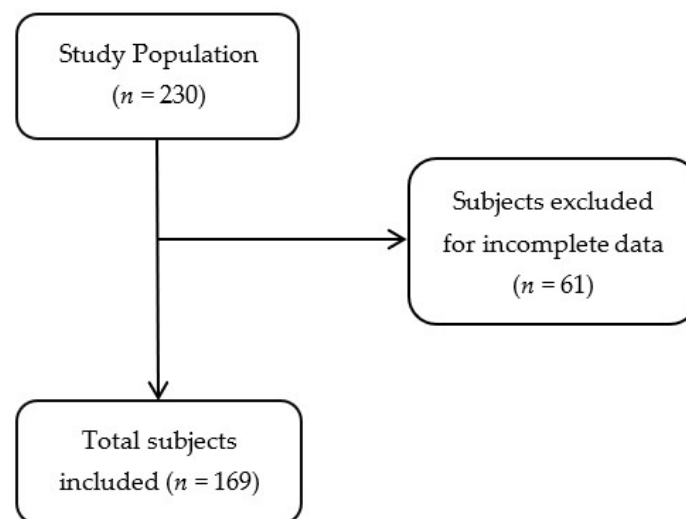 Study Population
(n = 230)
Subjects excluded
for incomplete data
(n = 61)
Total subjects
included (n = 169)